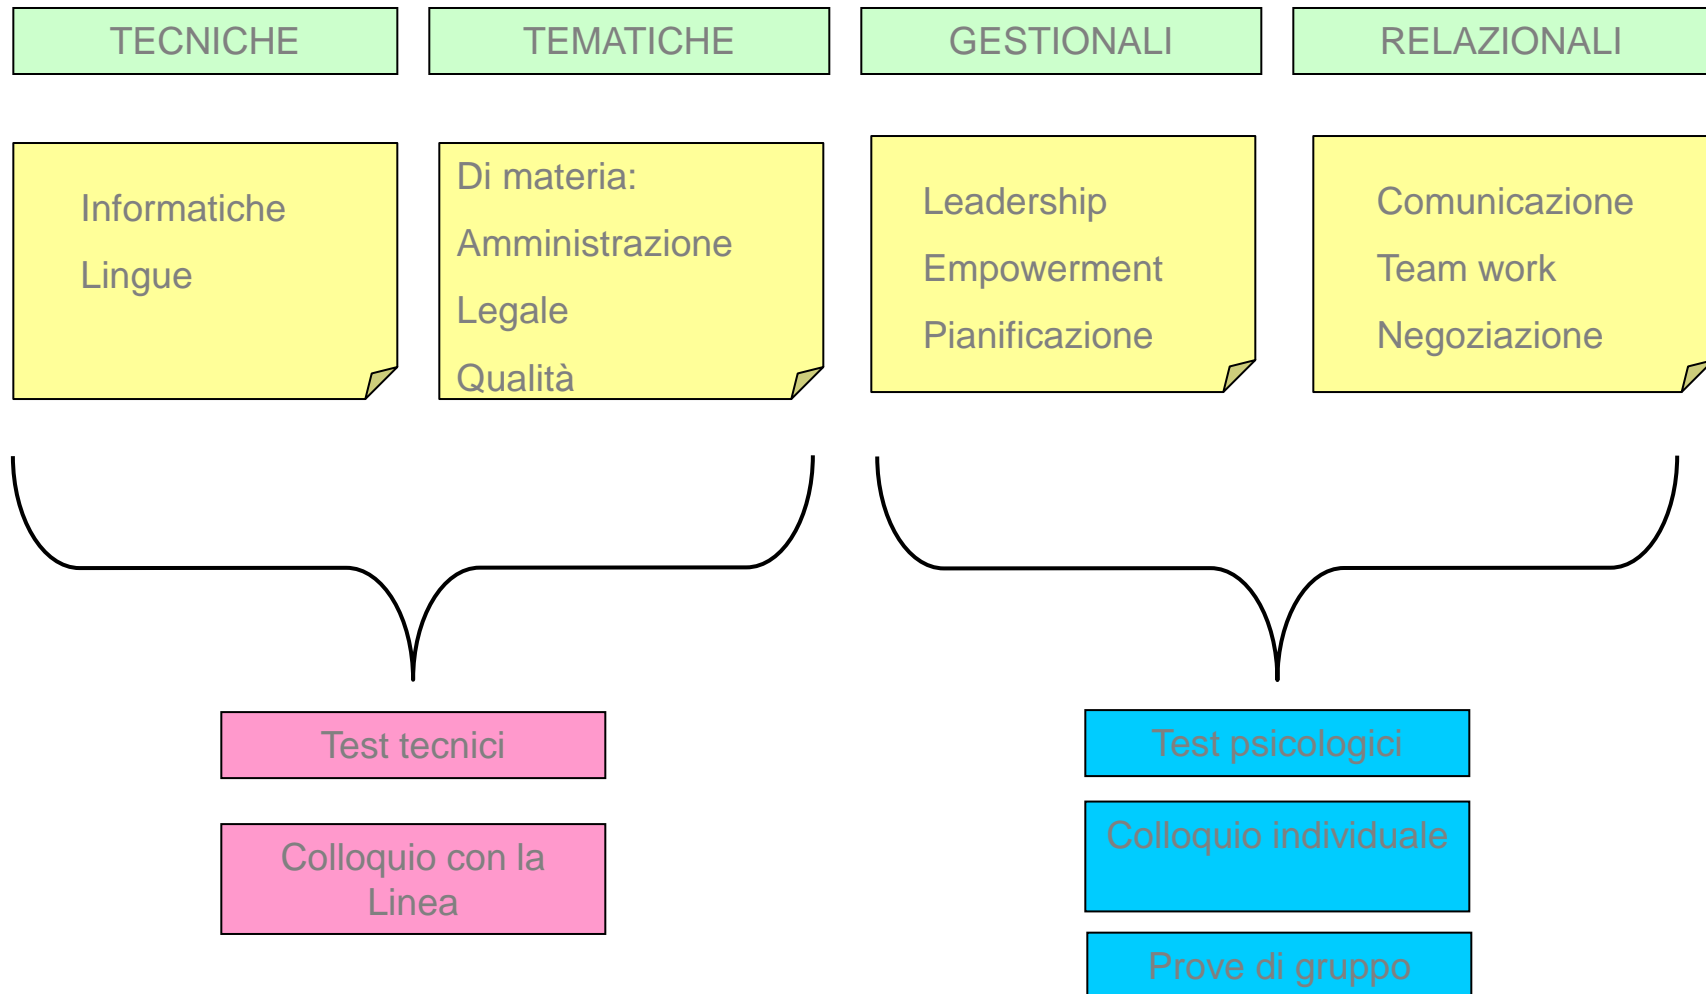 TECNICHE
TEMATICHE
GESTIONALI
RELAZIONALI
Informatiche
Lingue
Di materia:
Amministrazione
Legale
Qualità
Leadership
Empowerment
Pianificazione
Comunicazione
Team work
Negoziazione
Test tecnici
Colloquio con la
Linea
Test psicologici
Colloquio individuale
Prove di gruppo